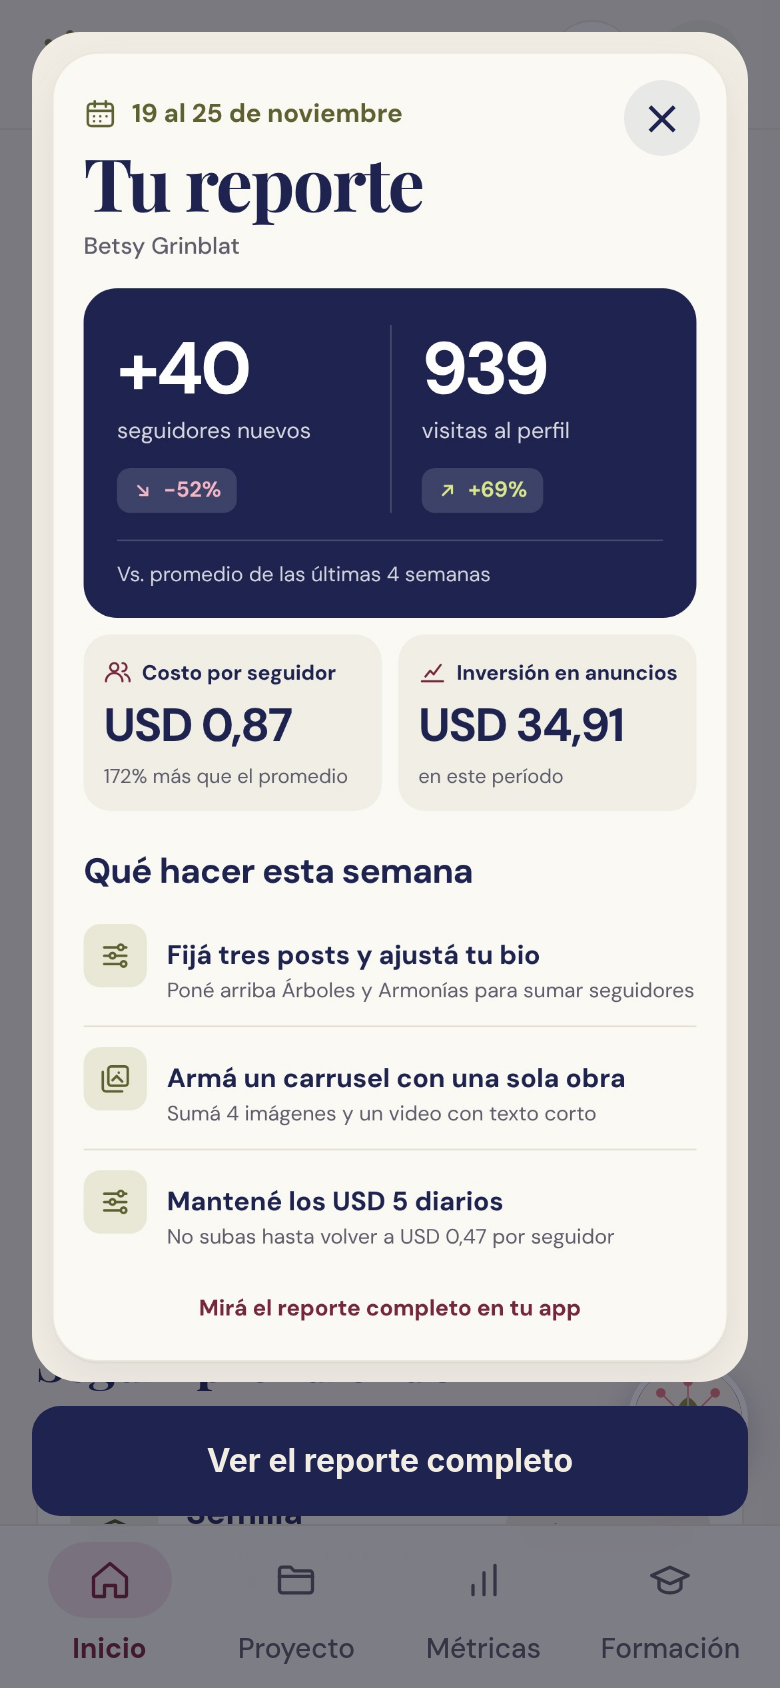 19 al 25 de noviembre
Tu reporte
Betsy Grinblat
+40
seguidores nuevos
-52%
939
visitas al perfil
+69%
Vs. promedio de las últimas 4 semanas
Costo por seguidor
USD 0,87
172% más que el promedio
Inversión en anuncios
USD 34,91
en este período
Qué hacer esta semana
Fijá tres posts y ajustá tu bio
Poné arriba Árboles y Armonías para sumar seguidores
Armá un carrusel con una sola obra
Sumá 4 imágenes y un video con texto corto
Mantené los USD 5 diarios
No subas hasta volver a USD 0,47 por seguidor
Mirá el reporte completo en tu app
Ver el reporte completo
Semilla
Inicio
Proyecto
Métricas
Formación